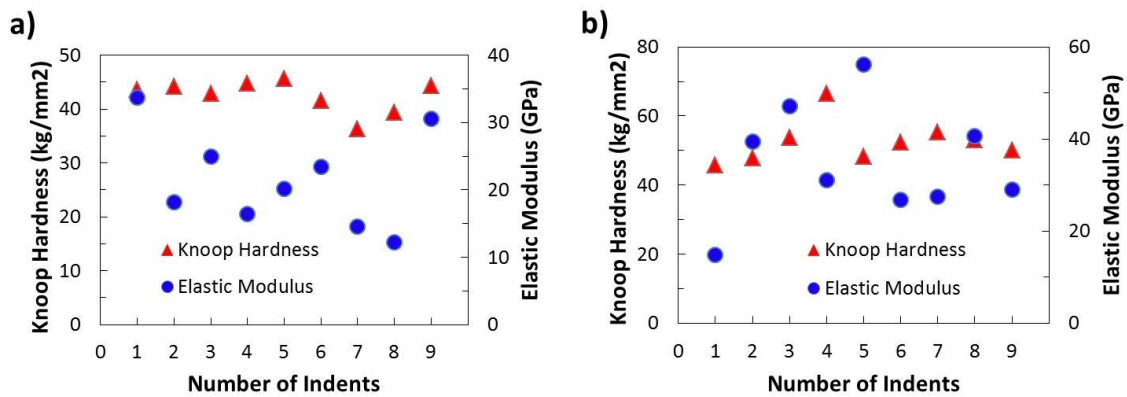 a)
Knoop Hardness (kg/mm2)
50
40
30
20
10
0
Knoop Hardness
Elastic Modulus
0 1 2 3 4 5 6 7 8 9
Number of Indents
40
30
20
10
0
Elastic Modulus (GPa)
b)
Knoop Hardness (kg/mm2)
80
60
40
20
0
Knoop Hardness
Elastic Modulus
0 1 2 3 4 5 6 7 8 9
Number of Indents
60
40
20
0
Elastic Modulus (GPa)